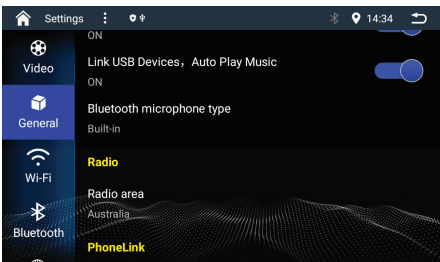 Settings 14:34
ON
Video
Link USB Devices，Auto Play Music
ON
General
Bluetooth microphone type
Built-in
Wi-Fi
Radio
Radio area
Australia
Bluetooth
PhoneLink